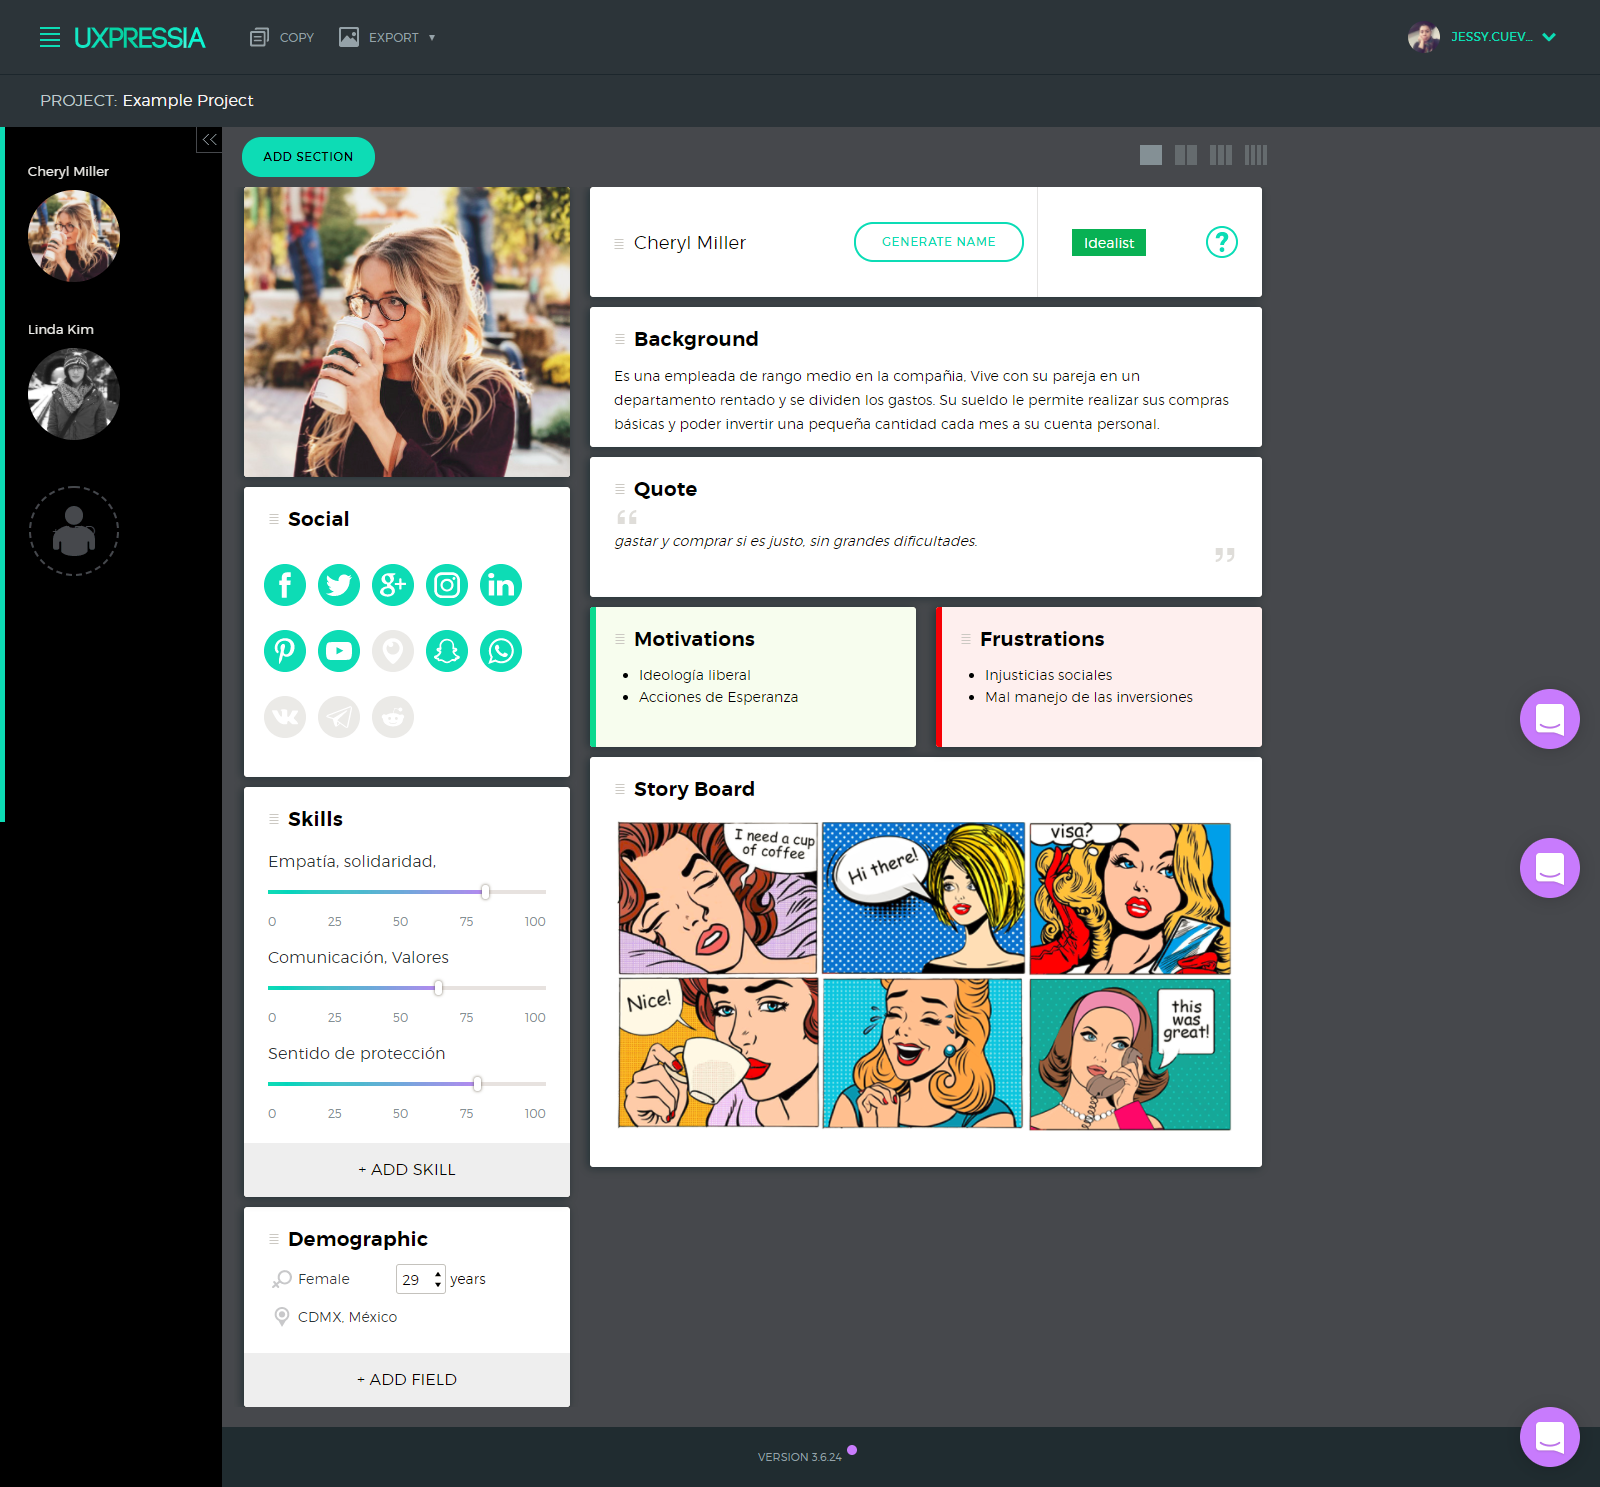 UXPRESSIA
COPY
EXPORT ▼
JESSY.CUEV...
PROJECT: Example Project
Cheryl Miller
Linda Kim
ADD SECTION
Cheryl Miller
GENERATE NAME
Idealist
?
Background
Es una empleada de rango medio en la compañia, Vive con su pareja en un
departamento rentado y se dividen los gastos. Su sueldo le permite realizar sus compras
básicas y poder invertir una pequeña cantidad cada mes a su cuenta personal.
Quote
gastar y comprar si es justo, sin grandes dificultades.
Social
Motivations
• Ideología liberal
• Acciones de Esperanza
Frustrations
• Injusticias sociales
• Mal manejo de las inversiones
Skills
Empatía, solidaridad,
0 25 50 75 100
Comunicación, Valores
0 25 50 75 100
Sentido de protección
0 25 50 75 100
+ ADD SKILL
Story Board
I need a cup
of coffee
Hi there!
visa?
Nice!
this
was
great!
Demographic
Female 29 years
CDMX, México
+ ADD FIELD
VERSION 3.6.24